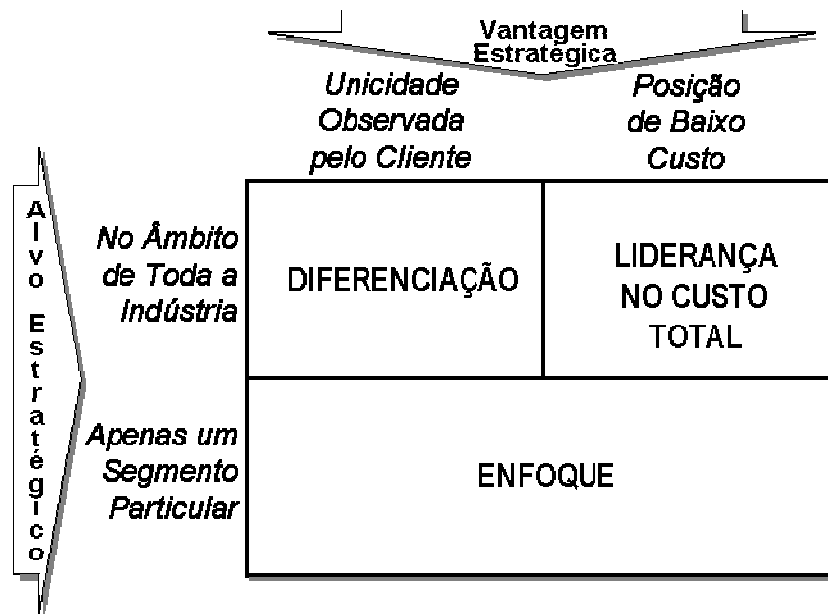 Vantagem
Estratégica
Unicidade
Observada
pelo Cliente
Posição
de Baixo
Custo
Alvo Estratégico
No Âmbito
de Toda a
Indústria
DIFERENCIAÇÃO
LIDERANÇA
NO CUSTO
TOTAL
Apenas um
Segmento
Particular
ENFOQUE